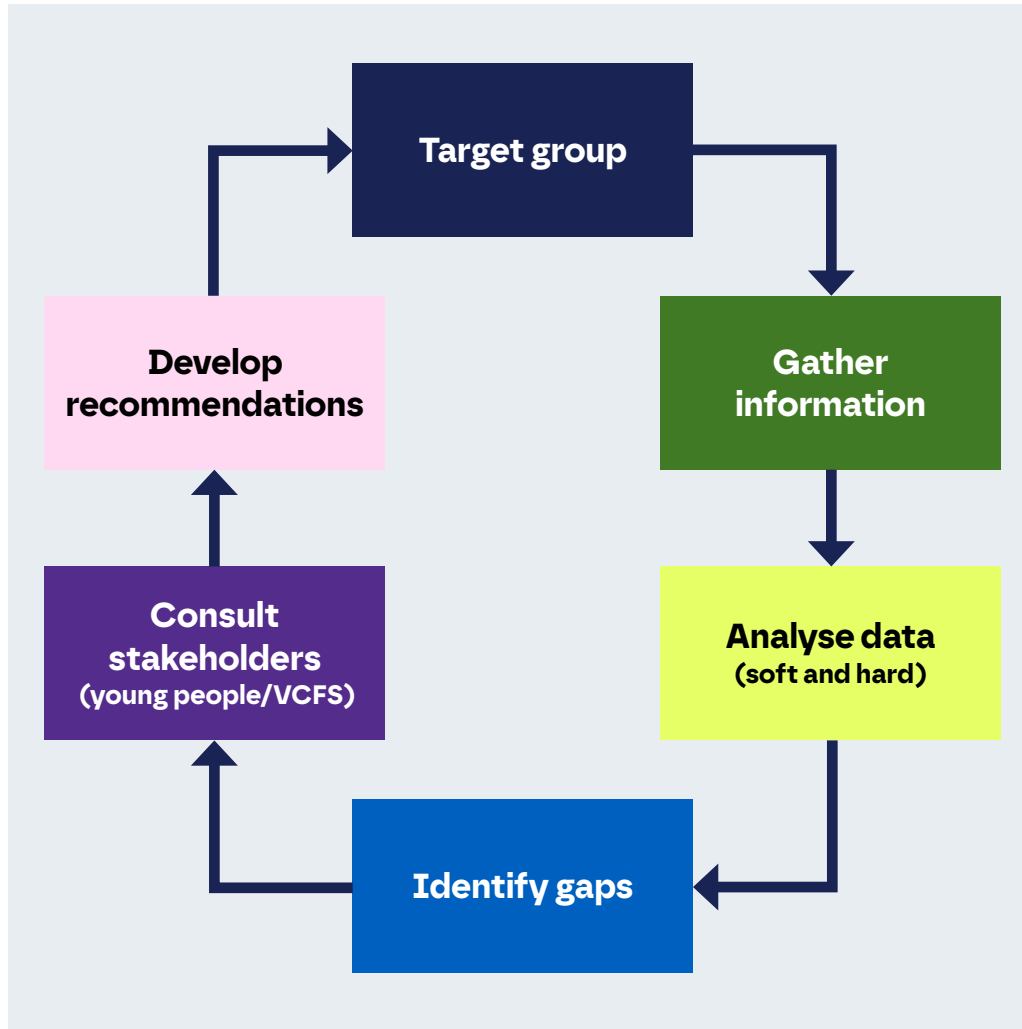 Target group
Gather
information
Analyse data
(soft and hard)
Identify gaps
Consult
stakeholders
(young people/VCFS)
Develop
recommendations